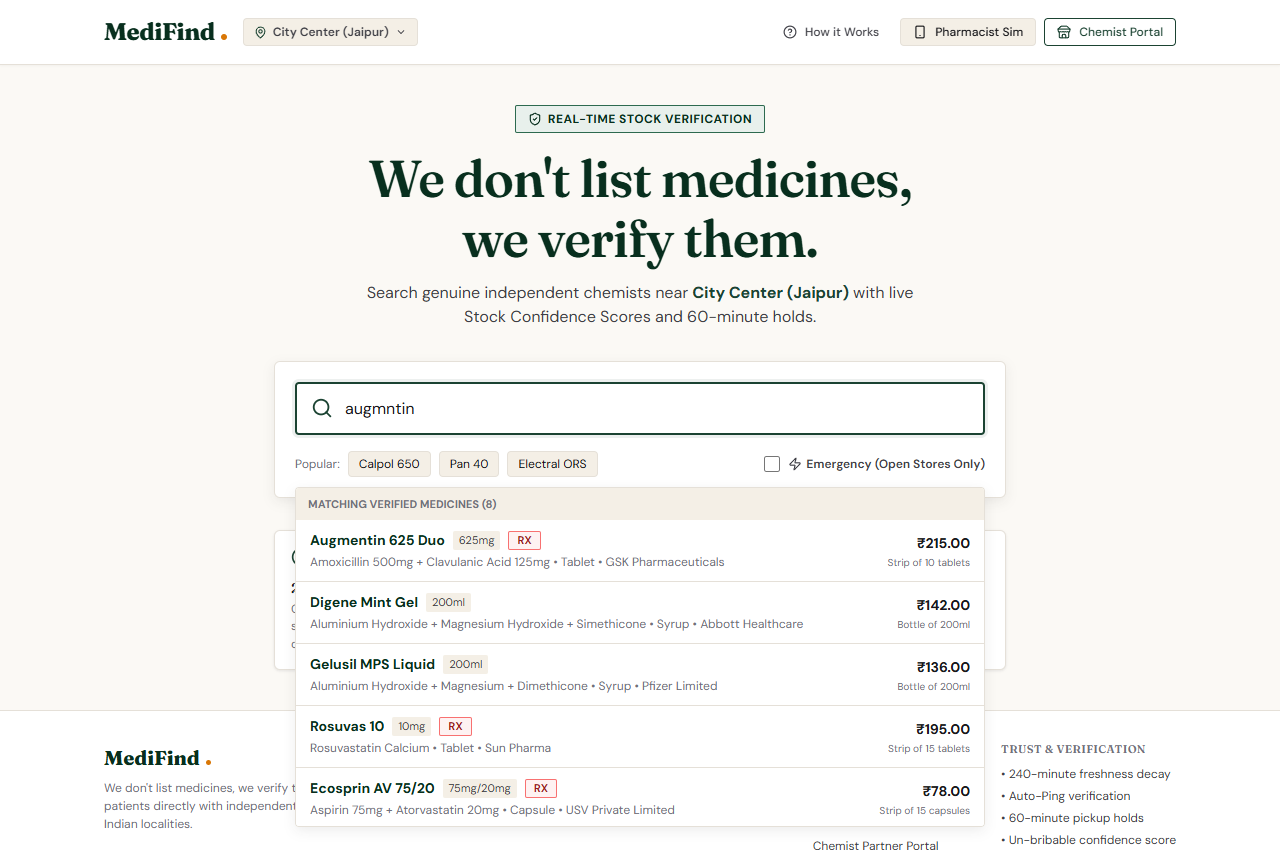 MediFind.
City Center (Jaipur)
How it Works
Pharmacist Sim
Chemist Portal
REAL-TIME STOCK VERIFICATION
We don't list medicines,
we verify them.
Search genuine independent chemists near City Center (Jaipur) with live
Stock Confidence Scores and 60-minute holds.
augmntin
Popular:
Calpol 650
Pan 40
Electral ORS
Emergency (Open Stores Only)
MATCHING VERIFIED MEDICINES (8)
Augmentin 625 Duo 625mg RX ₹215.00
Amoxicillin 500mg + Clavulanic Acid 125mg • Tablet • GSK Pharmaceuticals Strip of 10 tablets
Digene Mint Gel 200ml ₹142.00
Aluminium Hydroxide + Magnesium Hydroxide + Simethicone • Syrup • Abbott Healthcare Bottle of 200ml
Gelusil MPS Liquid 200ml ₹136.00
Aluminium Hydroxide + Magnesium + Dimethicone • Syrup • Pfizer Limited Bottle of 200ml
Rosuvas 10 10mg RX ₹195.00
Rosuvastatin Calcium • Tablet • Sun Pharma Strip of 15 tablets
Ecosprin AV 75/20 75mg/20mg RX ₹78.00
Aspirin 75mg + Atorvastatin 20mg • Capsule • USV Private Limited Strip of 15 capsules
MediFind.
We don't list medicines, we verify
patients directly with independent
Indian localities.
Chemist Partner Portal
TRUST & VERIFICATION
• 240-minute freshness decay
• Auto-Ping verification
• 60-minute pickup holds
• Un-bribable confidence score